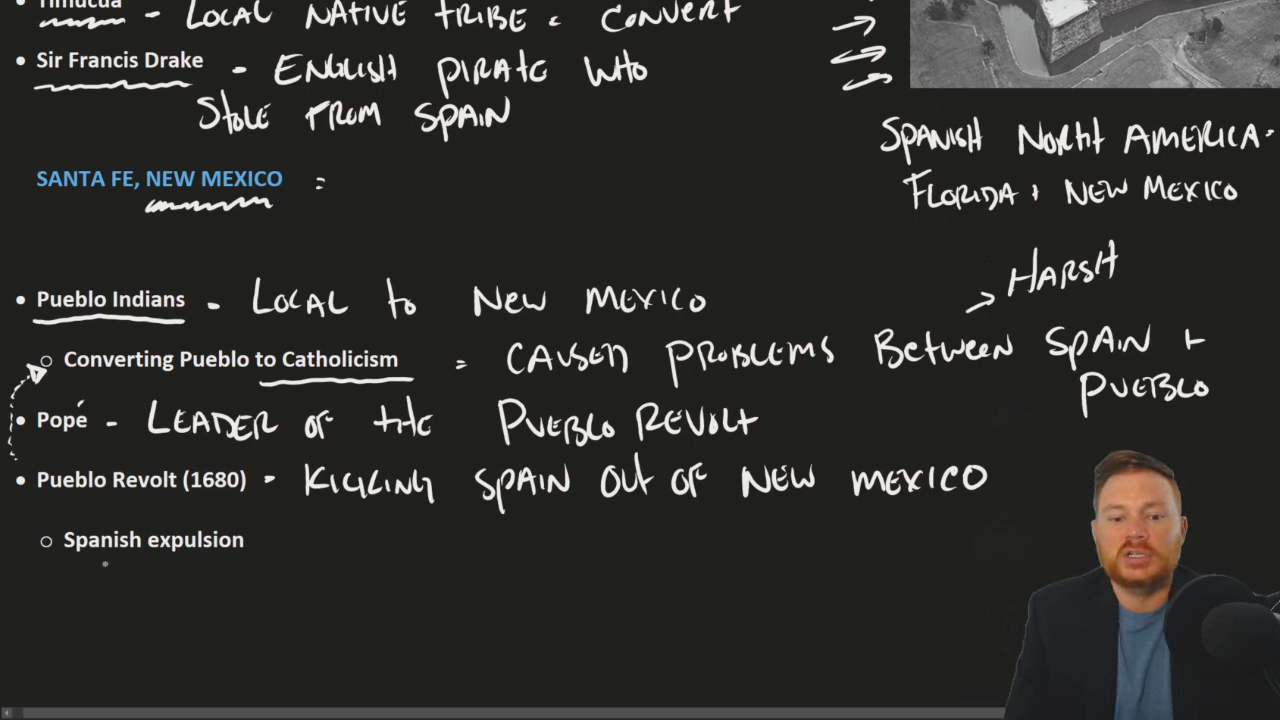 Timucua - LOCAL NATIVE TRIBE = CONVERT
• Sir Francis Drake - ENGLISH PIRATE WHO
STOLE FROM SPAIN
SPANISH NORTH AMERICA -
FLORIDA + NEW MEXICO
SANTA FE, NEW MEXICO =
• Pueblo Indians - LOCAL to NEW MEXICO
→ HARSH
○ Converting Pueblo to Catholicism = CAUSED PROBLEMS BETWEEN SPAIN +
PUEBLO
• Popé - LEADER OF THE PUEBLO REVOLT
• Pueblo Revolt (1680) - KICKING SPAIN OUT OF NEW MEXICO
○ Spanish expulsion